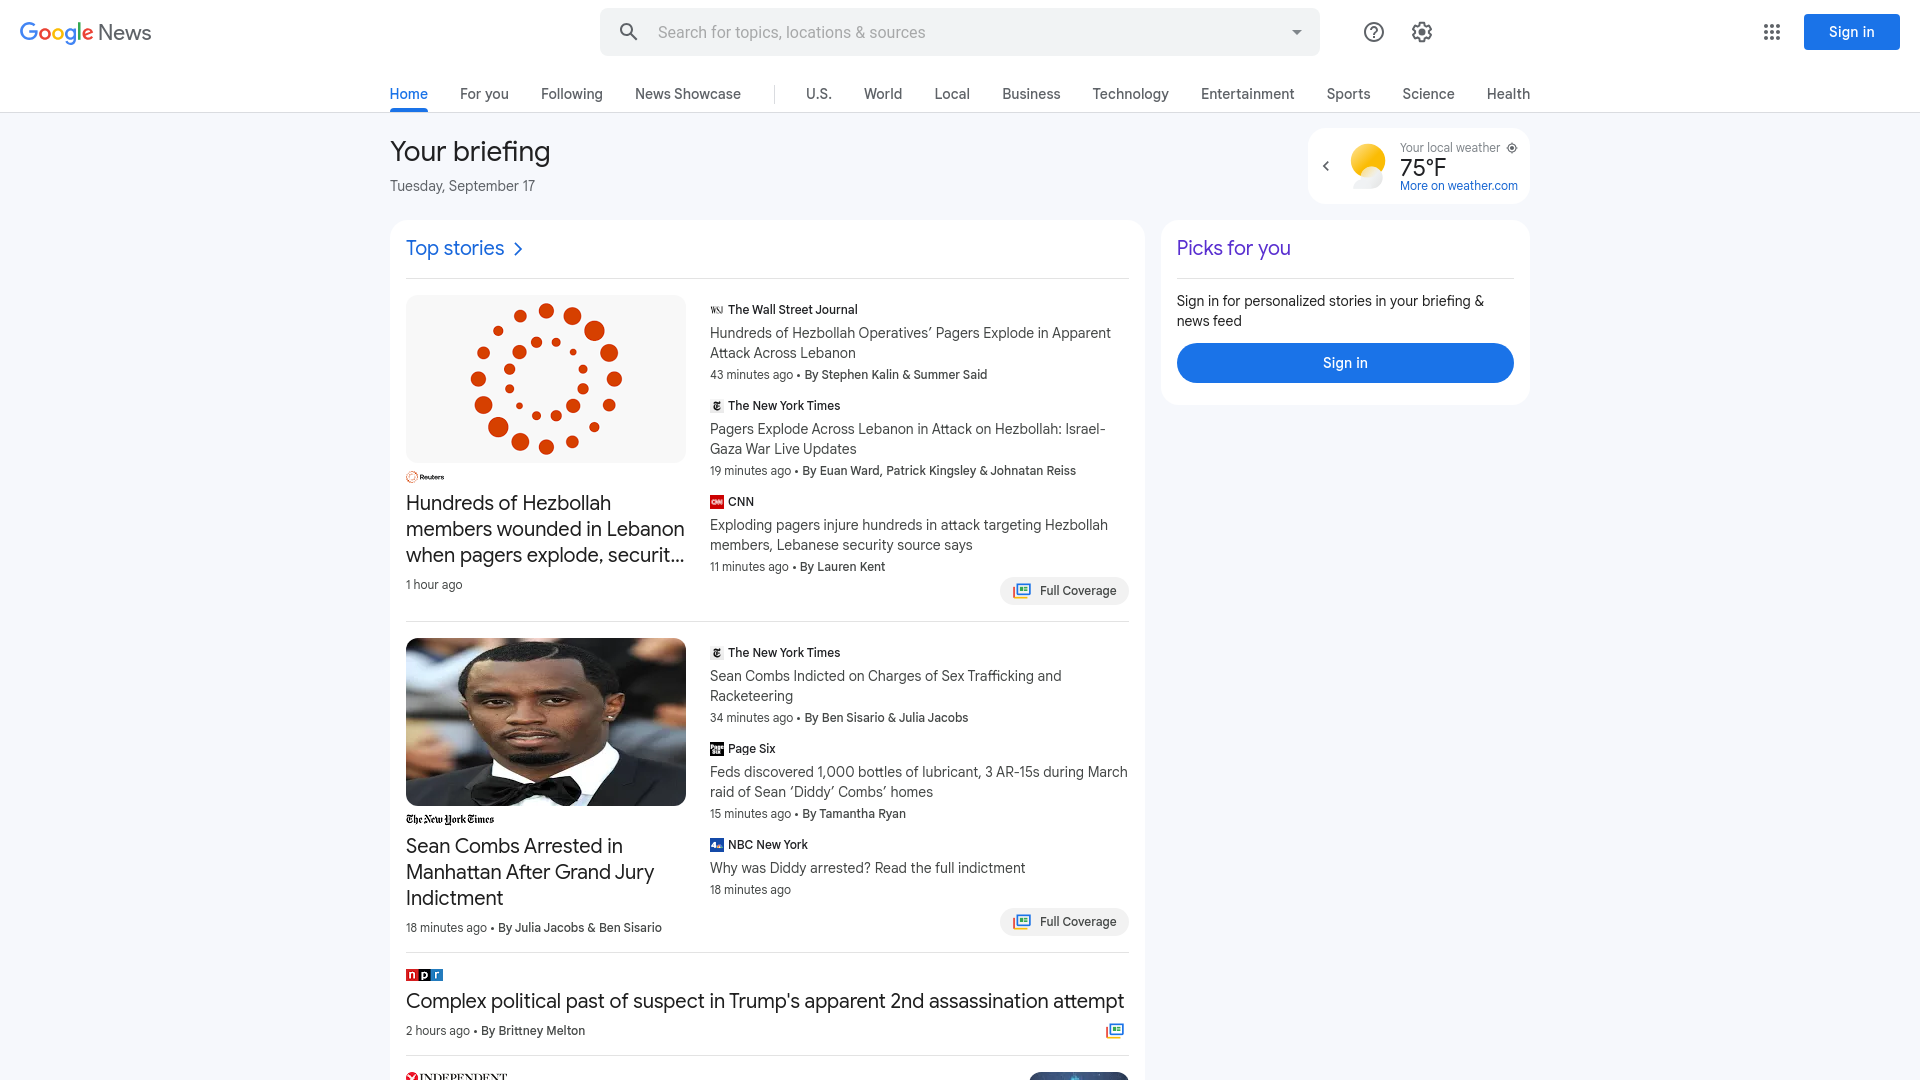 Google News
Search for topics, locations & sources
Sign in
Home
For you
Following
News Showcase
U.S.
World
Local
Business
Technology
Entertainment
Sports
Science
Health
Your briefing
Tuesday, September 17
Your local weather
75°F
More on weather.com
Top stories
Reuters
Hundreds of Hezbollah
members wounded in Lebanon
when pagers explode, securit...
1 hour ago
WSJ The Wall Street Journal
Hundreds of Hezbollah Operatives’ Pagers Explode in Apparent
Attack Across Lebanon
43 minutes ago • By Stephen Kalin & Summer Said
The New York Times
Pagers Explode Across Lebanon in Attack on Hezbollah: Israel-
Gaza War Live Updates
19 minutes ago • By Euan Ward, Patrick Kingsley & Johnatan Reiss
CNN CNN
Exploding pagers injure hundreds in attack targeting Hezbollah
members, Lebanese security source says
11 minutes ago • By Lauren Kent
Full Coverage
The New York Times
Sean Combs Arrested in
Manhattan After Grand Jury
Indictment
18 minutes ago • By Julia Jacobs & Ben Sisario
The New York Times
Sean Combs Indicted on Charges of Sex Trafficking and
Racketeering
34 minutes ago • By Ben Sisario & Julia Jacobs
Page Six Page Six
Feds discovered 1,000 bottles of lubricant, 3 AR-15s during March
raid of Sean ‘Diddy’ Combs’ homes
15 minutes ago • By Tamantha Ryan
4 NBC New York
Why was Diddy arrested? Read the full indictment
18 minutes ago
Full Coverage
npr
Complex political past of suspect in Trump's apparent 2nd assassination attempt
2 hours ago • By Brittney Melton
INDEPENDENT
Picks for you
Sign in for personalized stories in your briefing &
news feed
Sign in